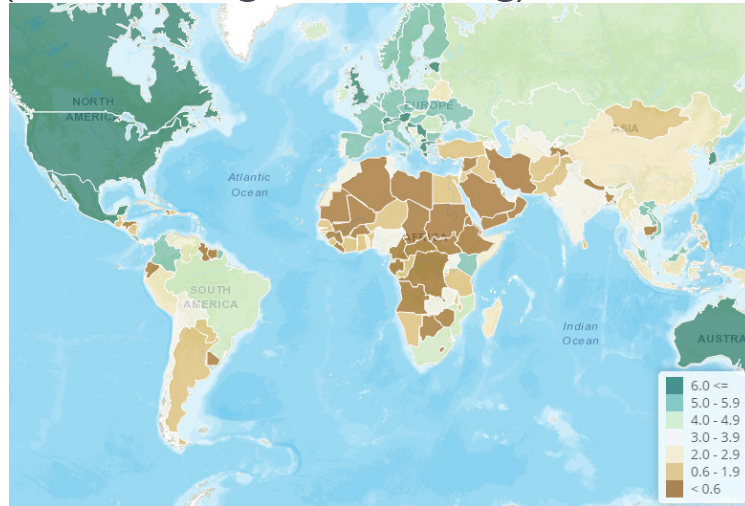 NORTH
AMERICA
EUROPE
ASIA
Atlantic
Ocean
AFRICA
SOUTH
AMERICA
Indian
Ocean
AUSTRA
6.0 <=
5.0 - 5.9
4.0 - 4.9
3.0 - 3.9
2.0 - 2.9
0.6 - 1.9
< 0.6